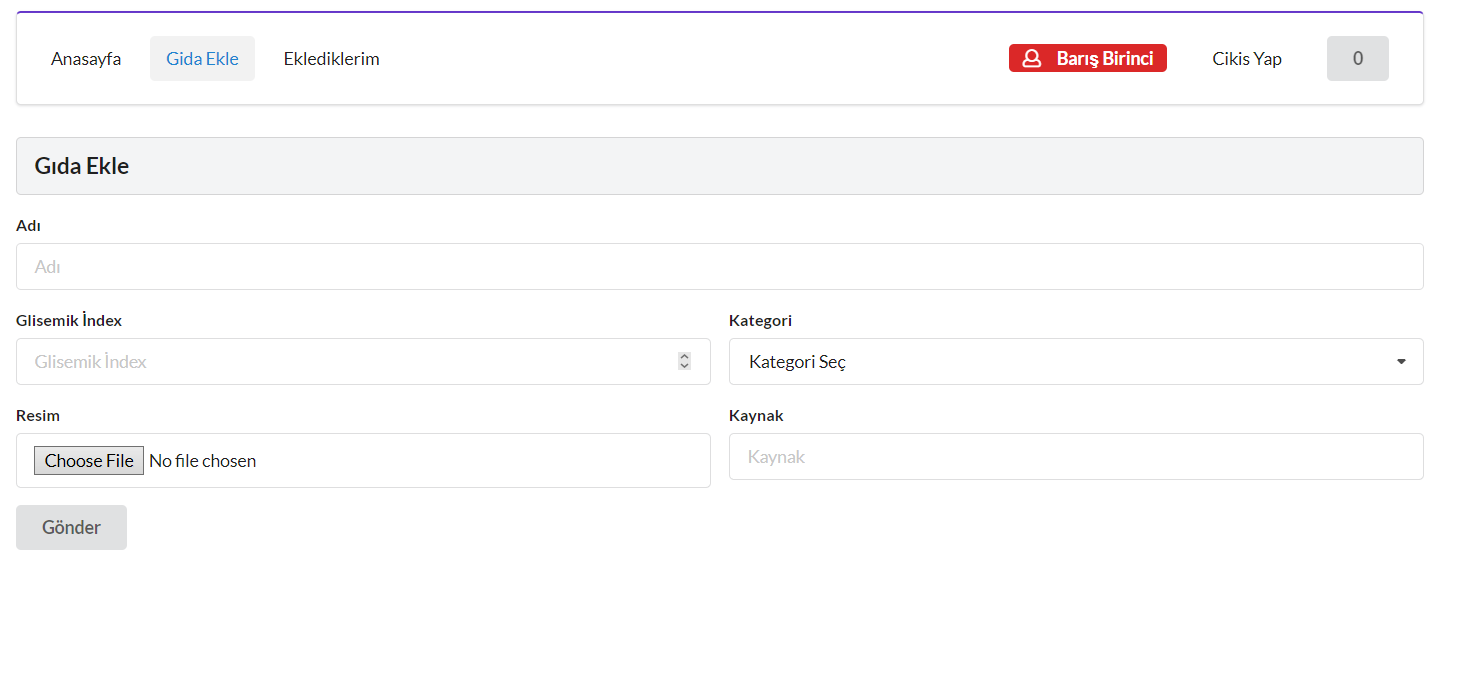 Anasayfa Gida Ekle Eklediklerim Barış Birinci Cikis Yap 0
Gıda Ekle
Adı
Adı
Glisemik İndex Kategori
Glisemik İndex Kategori Seç
Resim Kaynak
Choose File No file chosen Kaynak
Gönder